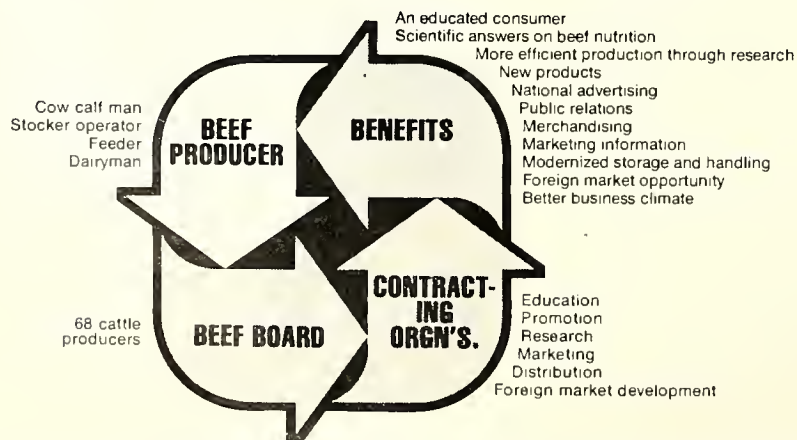 An educated consumer
Scientific answers on beef nutrition
More efficient production through research
New products
National advertising
Public relations
Merchandising
Marketing information
Modernized storage and handling
Foreign market opportunity
Better business climate
Cow calf man
Stocker operator
Feeder
Dairyman
BEEF
PRODUCER
BENEFITS
68 cattle
producers
BEEF BOARD
CONTRACT-
ING
ORGN'S.
Education
Promotion
Research
Marketing
Distribution
Foreign market development